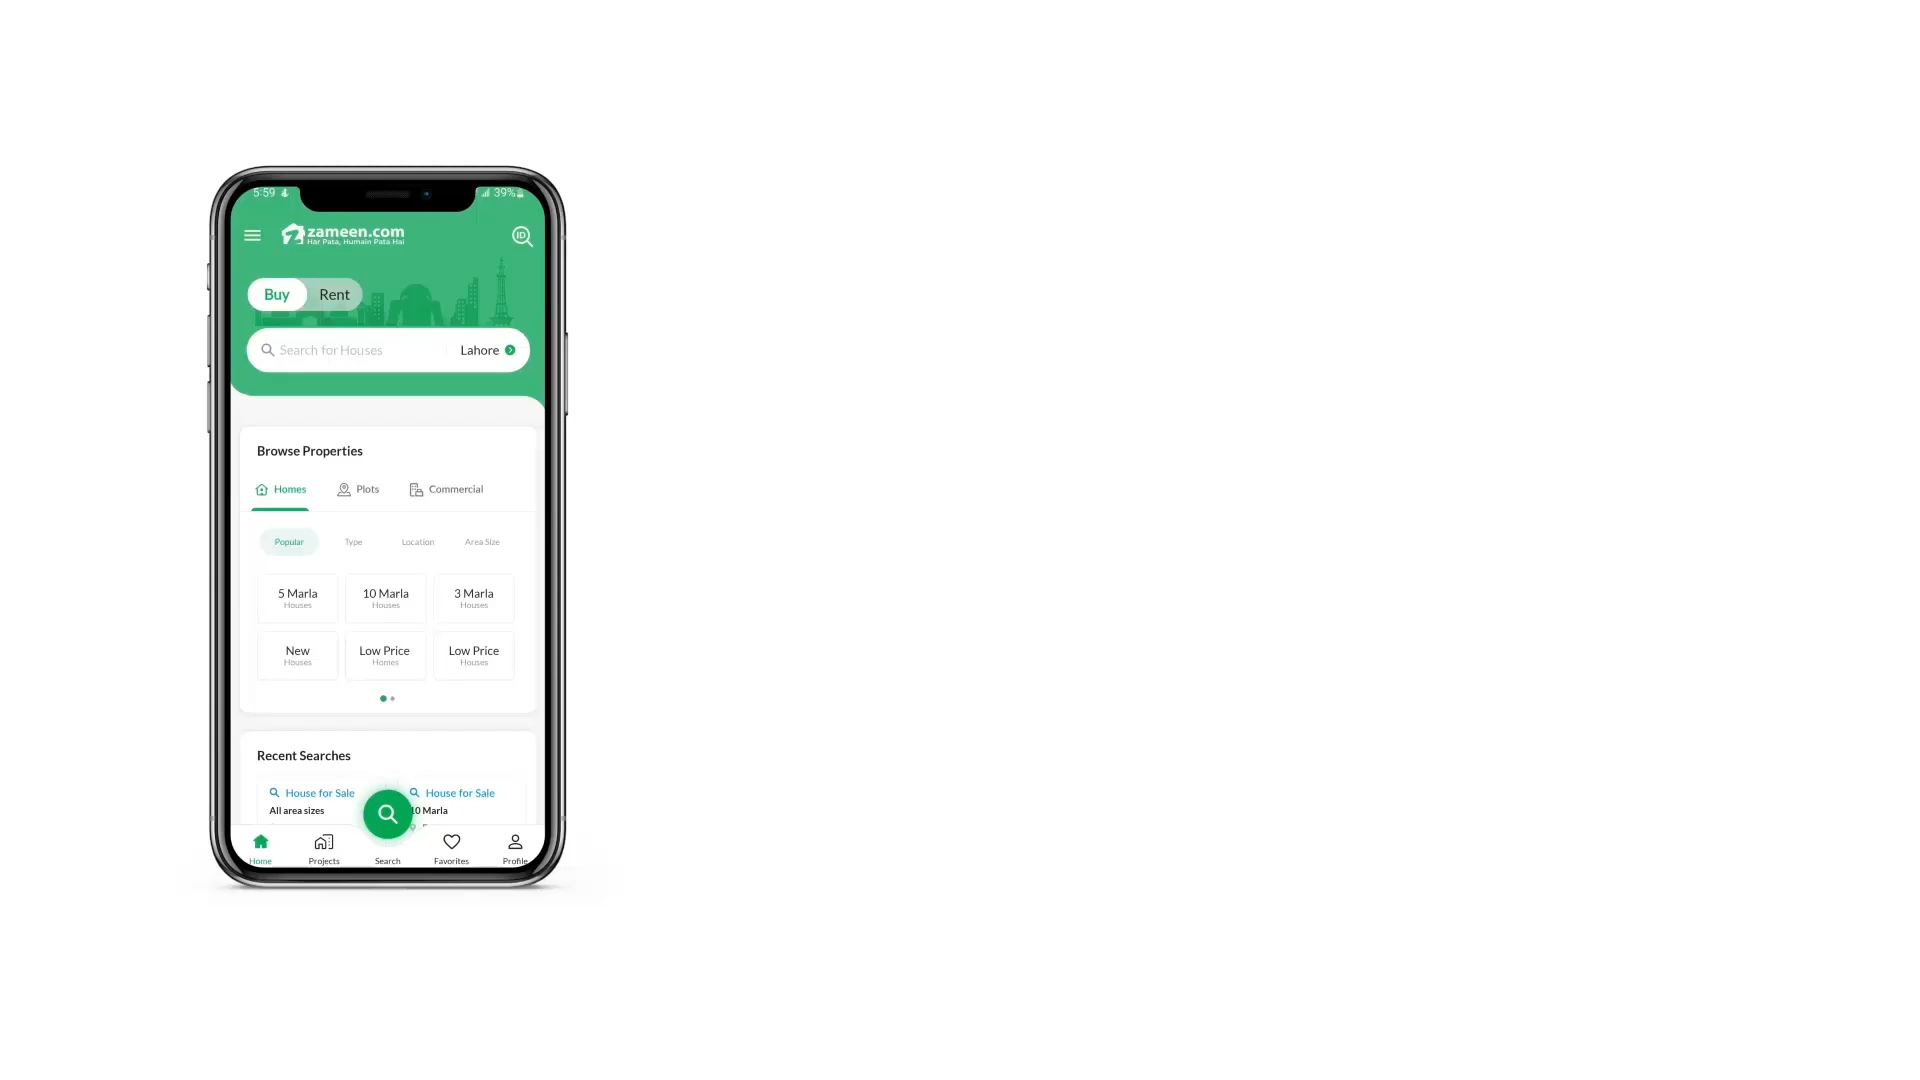 5:59
39%
zameen.com
Har Pata, Humain Pata Hai
ID
Buy
Rent
Search for Houses
Lahore
Browse Properties
Homes
Plots
Commercial
Popular
Type
Location
Area Size
5 Marla
Houses
10 Marla
Houses
3 Marla
Houses
New
Houses
Low Price
Homes
Low Price
Houses
Recent Searches
House for Sale
All area sizes
House for Sale
10 Marla
Home
Projects
Search
Favorites
Profile